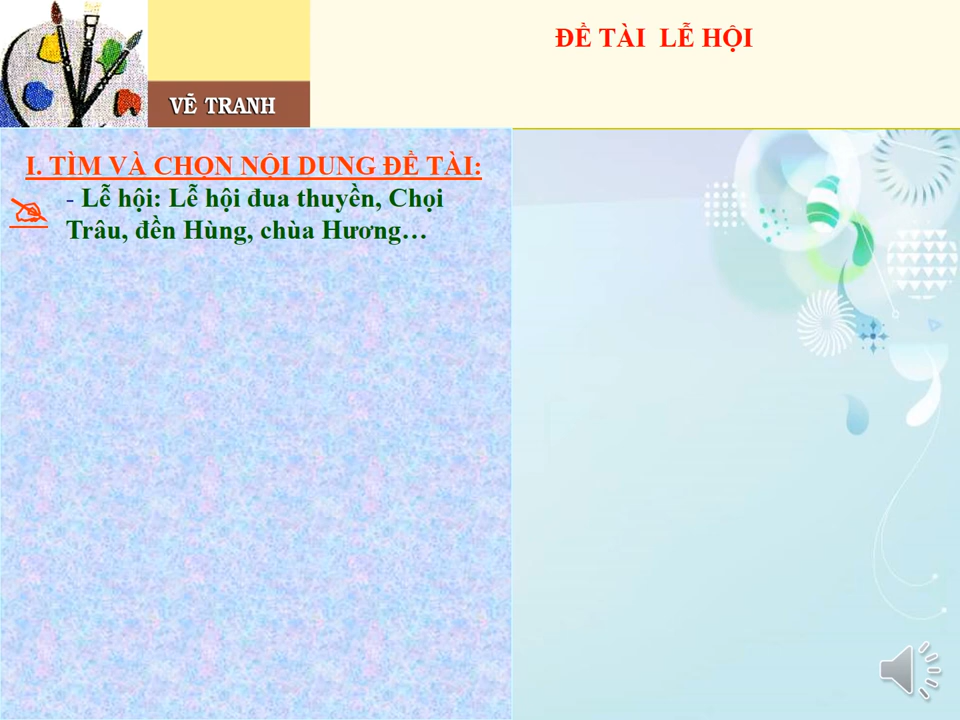 VẼ TRANH
ĐỀ TÀI LỄ HỘI
I. TÌM VÀ CHỌN NỘI DUNG ĐỀ TÀI:
- Lễ hội: Lễ hội đua thuyền, Chọi
Trâu, đền Hùng, chùa Hương…